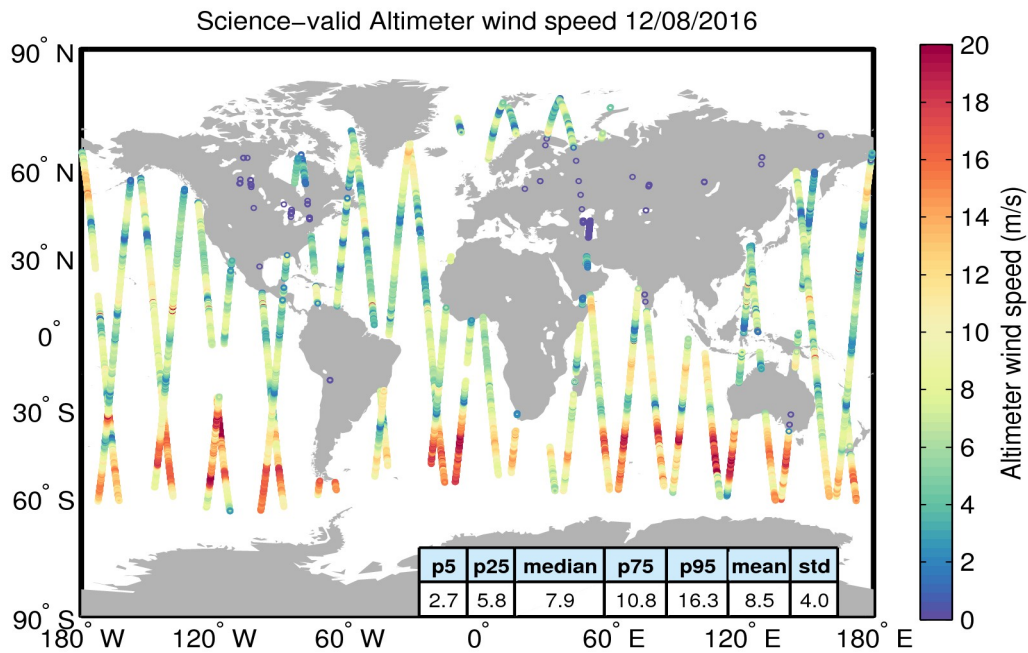 Science−valid Altimeter wind speed 12/08/2016
90° N
60° N
30° N
0°
30° S
60° S
90° S
180° W
120° W
60° W
0°
60° E
120° E
180° E
p5 p25 median p75 p95 mean std
2.7 5.8 7.9 10.8 16.3 8.5 4.0
20
18
16
14
12
10
8
6
4
2
0
Altimeter wind speed (m/s)